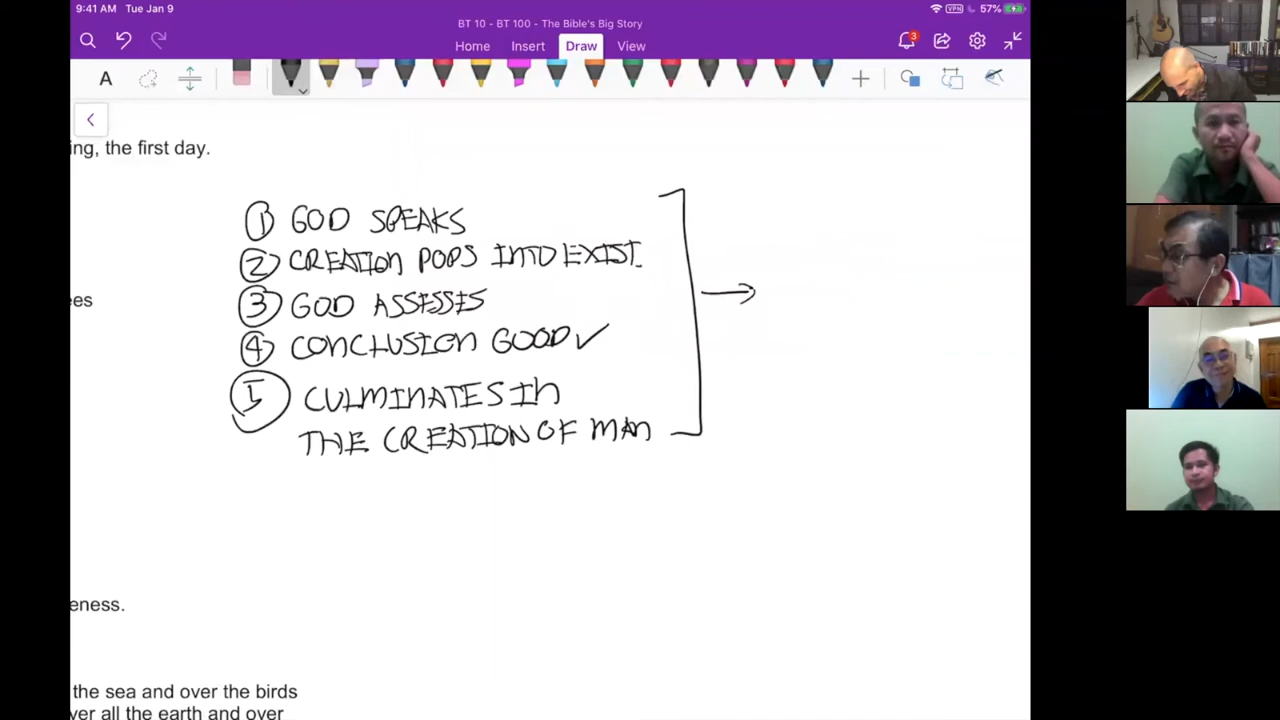 9:41 AM Tue Jan 9
57%
BT 10 - BT 100 - The Bible's Big Story
Home Insert Draw View
3
VPN
A
ing, the first day.
① GOD SPEAKS
② CREATION POPS INTO EXIST.
ees
③ GOD ASSESSES
④ CONCLUSION GOOD ✓
⑤ CULMINATES IN
THE CREATION OF MAN
eness.
the sea and over the birds
ver all the earth and over